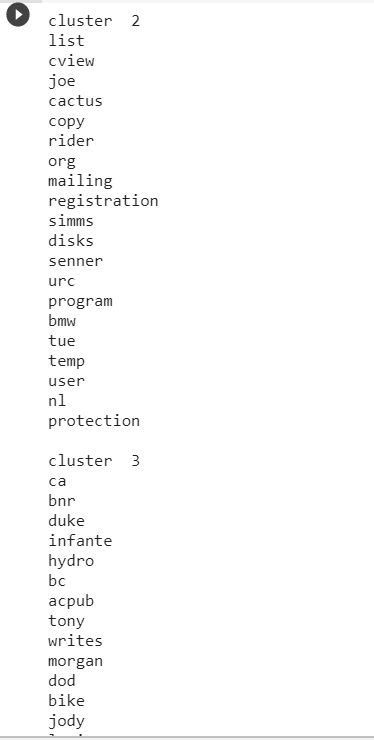 cluster  2
list
cview
joe
cactus
copy
rider
org
mailing
registration
simms
disks
senner
urc
program
bmw
tue
temp
user
nl
protection
cluster  3
ca
bnr
duke
infante
hydro
bc
acpub
tony
writes
morgan
dod
bike
jody